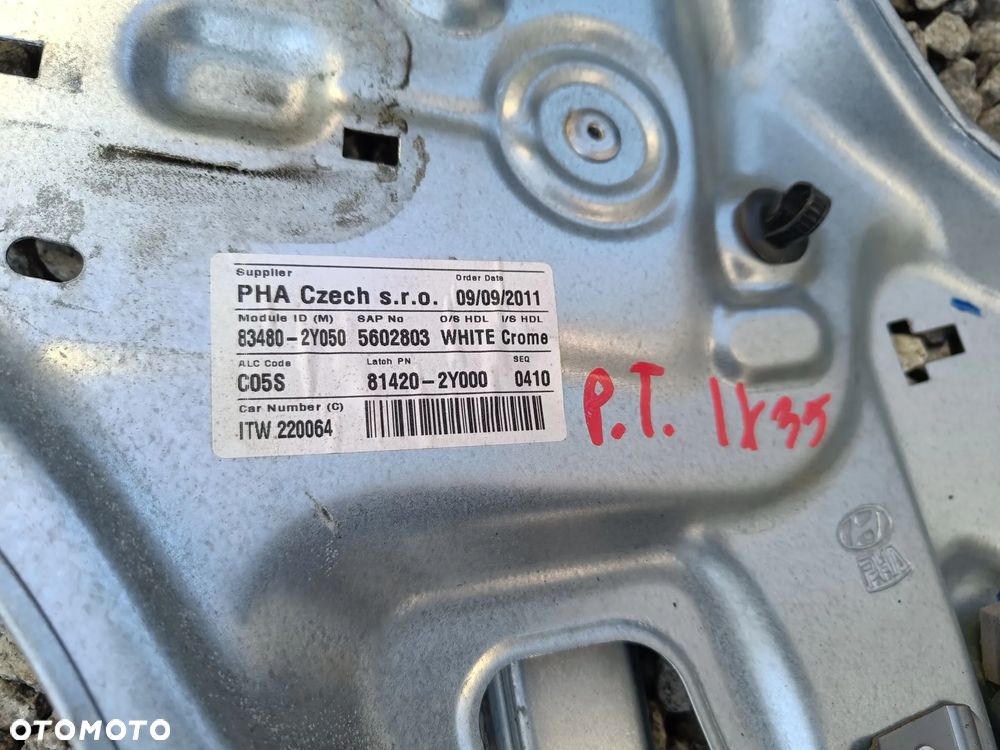 Supplier Order Date
PHA Czech s.r.o. 09/09/2011
Module ID (M) SAP No O/S HDL I/S HDL
83480-2Y050 5602803 WHITE Crome
ALC Code Latch PN SEQ
C05S 81420-2Y000 0410
Car Number (C)
ITW 220064
P.T. IX35
PHA
OTOMOTO